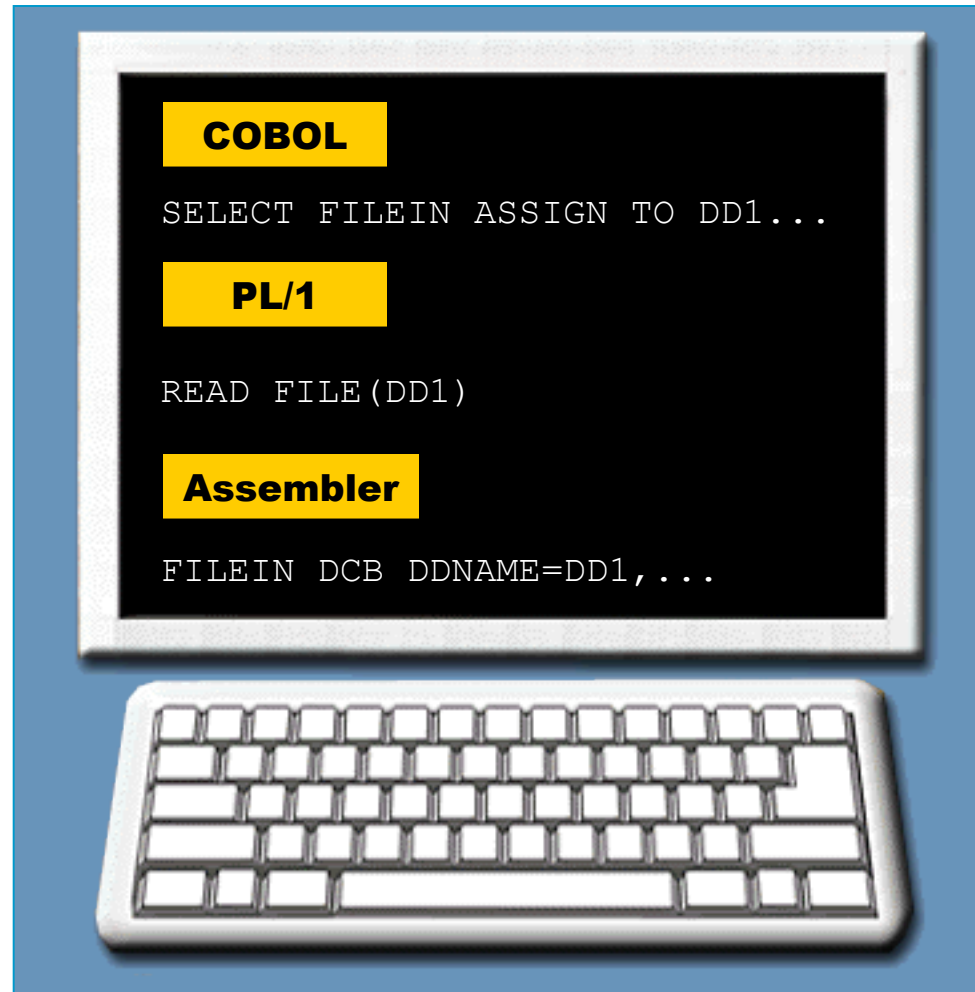 COBOL
SELECT FILEIN ASSIGN TO DD1...
PL/1
READ FILE(DD1)
Assembler
FILEIN DCB DDNAME=DD1,...